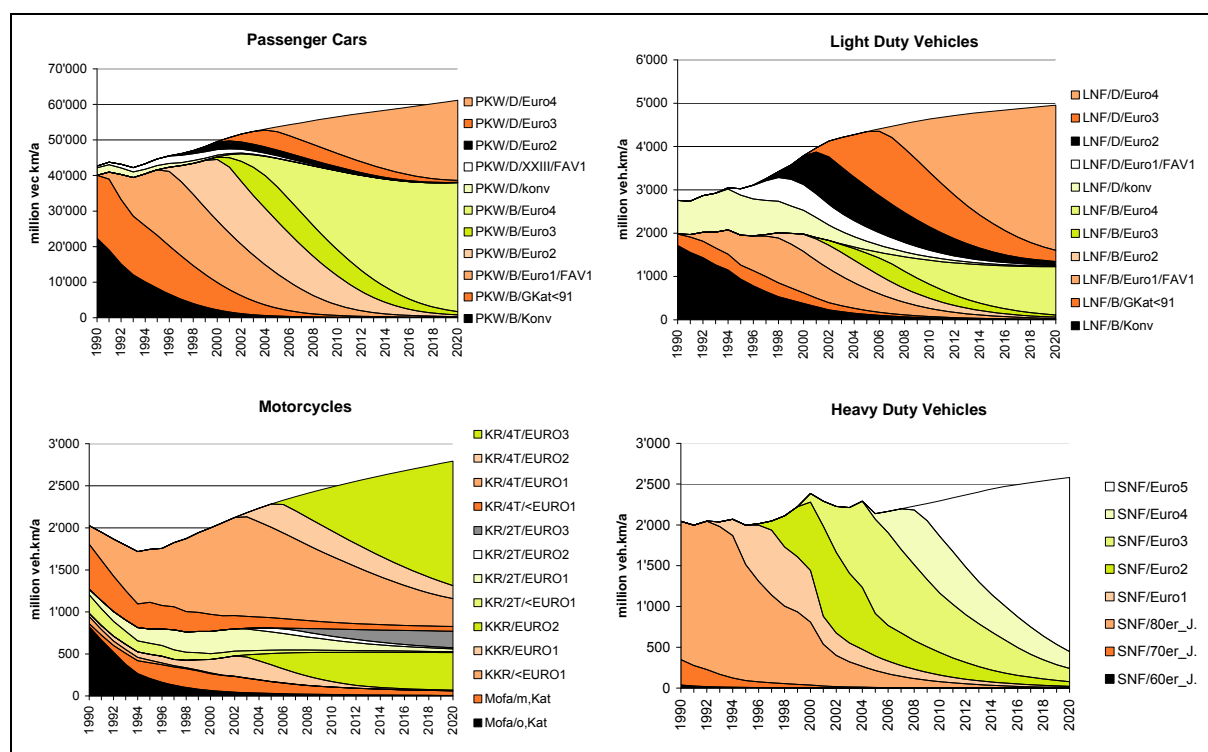 Passenger Cars
million vec km/a
70'000
60'000
50'000
40'000
30'000
20'000
10'000
0
1990
1992
1994
1996
1998
2000
2002
2004
2006
2008
2010
2012
2014
2016
2018
2020
PKW/D/Euro4
PKW/D/Euro3
PKW/D/Euro2
PKW/D/XXIII/FAV1
PKW/D/konv
PKW/B/Euro4
PKW/B/Euro3
PKW/B/Euro2
PKW/B/Euro1/FAV1
PKW/B/GKat<91
PKW/B/Konv
Light Duty Vehicles
million veh.km/a
6'000
5'000
4'000
3'000
2'000
1'000
0
1990
1992
1994
1996
1998
2000
2002
2004
2006
2008
2010
2012
2014
2016
2018
2020
LNF/D/Euro4
LNF/D/Euro3
LNF/D/Euro2
LNF/D/Euro1/FAV1
LNF/D/konv
LNF/B/Euro4
LNF/B/Euro3
LNF/B/Euro2
LNF/B/Euro1/FAV1
LNF/B/GKat<91
LNF/B/Konv
Motorcycles
million veh.km/a
3'000
2'500
2'000
1'500
1'000
500
0
1990
1992
1994
1996
1998
2000
2002
2004
2006
2008
2010
2012
2014
2016
2018
2020
KR/4T/EURO3
KR/4T/EURO2
KR/4T/EURO1
KR/4T/<EURO1
KR/2T/EURO3
KR/2T/EURO2
KR/2T/EURO1
KR/2T/<EURO1
KKR/EURO2
KKR/EURO1
KKR/<EURO1
Mofa/m,Kat
Mofa/o,Kat
Heavy Duty Vehicles
million veh.km/a
3'000
2'500
2'000
1'500
1'000
500
0
1990
1992
1994
1996
1998
2000
2002
2004
2006
2008
2010
2012
2014
2016
2018
2020
SNF/Euro5
SNF/Euro4
SNF/Euro3
SNF/Euro2
SNF/Euro1
SNF/80er_J.
SNF/70er_J.
SNF/60er_J.